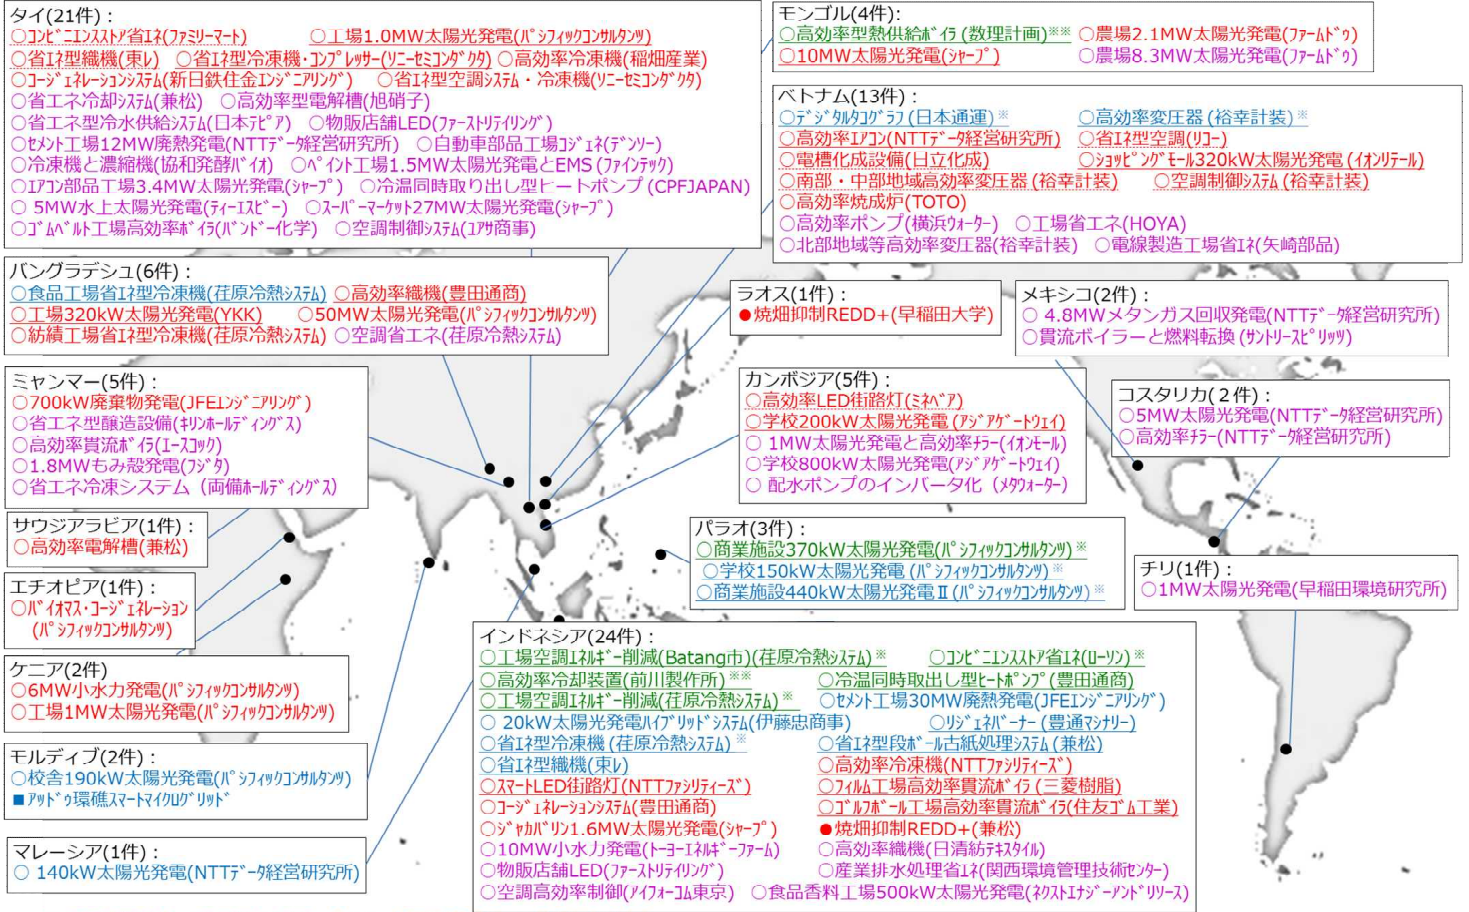 タイ(21件)：
○ｺﾝﾋﾞﾆｴﾝｽｽﾄｱ省ｴﾈ(ﾌｧﾐﾘｰﾏｰﾄ) ○工場1.0MW太陽光発電(ﾊﾟｼﾌｨｯｸｺﾝｻﾙﾀﾝﾂ)
○省ｴﾈ型織機(東ﾚ) ○省ｴﾈ型冷凍機･ｺﾝﾌﾟﾚｯｻｰ(ｿﾆｰｾﾐｺﾝﾀﾞｸﾀ) ○高効率冷凍機(稲畑産業)
○ｺｰｼﾞｪﾈﾚｰｼｮﾝｼｽﾃﾑ(新日鉄住金ｴﾝｼﾞﾆｱﾘﾝｸﾞ) ○省ｴﾈ型空調ｼｽﾃﾑ・冷凍機(ｿﾆｰｾﾐｺﾝﾀﾞｸﾀ)
○省エネ冷却ｼｽﾃﾑ(兼松) ○高効率型電解槽(旭硝子)
○省エネ型冷水供給ｼｽﾃﾑ(日本ﾃﾋﾟｱ) ○物販店舗LED(ﾌｧｰｽﾄﾘﾃｲﾘﾝｸﾞ)
○ｾﾒﾝﾄ工場12MW廃熱発電(NTTﾃﾞｰﾀ経営研究所) ○自動車部品工場ｺｼﾞｪﾈ(ﾃﾞﾝｿｰ)
○冷凍機と濃縮機(協和発酵ﾊﾞｲｵ) ○ﾍﾟｲﾝﾄ工場1.5MW太陽光発電とEMS(ﾌｧｲﾝﾃｯｸ)
○ｴｱｺﾝ部品工場3.4MW太陽光発電(ｼｬｰﾌﾟ) ○冷温同時取り出し型ヒートポンプ(CPFJAPAN)
○ 5MW水上太陽光発電(ﾃｨｰｴｽﾋﾞｰ) ○ｽｰﾊﾟｰﾏｰｹｯﾄ27MW太陽光発電(ｼｬｰﾌﾟ)
○ｺﾞﾑﾍﾞﾙﾄ工場高効率ﾎﾞｲﾗ(ﾊﾞﾝﾄﾞｰ化学) ○空調制御ｼｽﾃﾑ(ﾕｱｻ商事)
モンゴル(4件)：
○高効率型熱供給ﾎﾞｲﾗ(数理計画)※※ ○農場2.1MW太陽光発電(ﾌｧｰﾑﾄﾞｩ)
○10MW太陽光発電(ｼｬｰﾌﾟ) ○農場8.3MW太陽光発電(ﾌｧｰﾑﾄﾞｩ)
ベトナム(13件)：
○ﾃﾞｼﾞﾀﾙﾀｺｸﾞﾗﾌ(日本通運)※ ○高効率変圧器(裕幸計装)※
○高効率ｴｱｺﾝ(NTTﾃﾞｰﾀ経営研究所) ○省ｴﾈ型空調(ﾘｺｰ)
○電槽化成設備(日立化成) ○ｼｮｯﾋﾟﾝｸﾞﾓｰﾙ320kW太陽光発電(ｲｵﾝﾘﾃｰﾙ)
○南部・中部地域高効率変圧器(裕幸計装) ○空調制御ｼｽﾃﾑ(裕幸計装)
○高効率焼成炉(TOTO)
○高効率ポンプ(横浜ｳｫｰﾀｰ) ○工場省エネ(HOYA)
○北部地域等高効率変圧器(裕幸計装) ○電線製造工場省ｴﾈ(矢崎部品)
バングラデシュ(6件)：
○食品工場省ｴﾈ型冷凍機(荏原冷熱ｼｽﾃﾑ) ○高効率織機(豊田通商)
○工場320kW太陽光発電(YKK) ○50MW太陽光発電(ﾊﾟｼﾌｨｯｸｺﾝｻﾙﾀﾝﾂ)
○紡績工場省ｴﾈ型冷凍機(荏原冷熱ｼｽﾃﾑ) ○空調省エネ(荏原冷熱ｼｽﾃﾑ)
ラオス(1件)：
●焼畑抑制REDD+(早稲田大学)
メキシコ(2件)：
○ 4.8MWメタンガス回収発電(NTTﾃﾞｰﾀ経営研究所)
○貫流ボイラーと燃料転換(ｻﾝﾄﾘｰｽﾋﾟﾘｯﾂ)
ミャンマー(5件)：
○700kW廃棄物発電(JFEｴﾝｼﾞﾆｱﾘﾝｸﾞ)
○省エネ型醸造設備(ｷﾘﾝﾎｰﾙﾃﾞｨﾝｸﾞｽ)
○高効率貫流ﾎﾞｲﾗ(ｴｰｽｺｯｸ)
○1.8MWもみ殻発電(ﾌｼﾞﾀ)
○省エネ冷凍システム（両備ﾎｰﾙﾃﾞｨﾝｸﾞｽ)
カンボジア(5件)：
○高効率LED街路灯(ﾐﾈﾍﾞｱ)
○学校200kW太陽光発電(ｱｼﾞｱｹﾞｰﾄｳｪｲ)
○ 1MW太陽光発電と高効率ﾁﾗｰ(ｲｵﾝﾓｰﾙ)
○学校800kW太陽光発電(ｱｼﾞｱｹﾞｰﾄｳｪｲ)
○ 配水ポンプのインバータ化（ﾒﾀｳｫｰﾀｰ）
コスタリカ(２件)：
○5MW太陽光発電(NTTﾃﾞｰﾀ経営研究所)
○高効率ﾁﾗｰ(NTTﾃﾞｰﾀ経営研究所)
サウジアラビア(1件)：
○高効率電解槽(兼松)
パラオ(3件)：
○商業施設370kW太陽光発電(ﾊﾟｼﾌｨｯｸｺﾝｻﾙﾀﾝﾂ)※
○学校150kW太陽光発電(ﾊﾟｼﾌｨｯｸｺﾝｻﾙﾀﾝﾂ)※
○商業施設440kW太陽光発電Ⅱ(ﾊﾟｼﾌｨｯｸｺﾝｻﾙﾀﾝﾂ)※
チリ(1件)：
○1MW太陽光発電(早稲田環境研究所)
エチオピア(1件)：
○ﾊﾞｲｵﾏｽ･ｺｰｼﾞｪﾈﾚｰｼｮﾝ
(ﾊﾟｼﾌｨｯｸｺﾝｻﾙﾀﾝﾂ)
ケニア(2件)
○6MW小水力発電(ﾊﾟｼﾌｨｯｸｺﾝｻﾙﾀﾝﾂ)
○工場1MW太陽光発電(ﾊﾟｼﾌｨｯｸｺﾝｻﾙﾀﾝﾂ)
モルディブ(2件)：
○校舎190kW太陽光発電(ﾊﾟｼﾌｨｯｸｺﾝｻﾙﾀﾝﾂ)
■ｱｯﾄﾞｩ環礁ｽﾏｰﾄﾏｲｸﾛｸﾞﾘｯﾄﾞ
マレーシア(1件)：
○ 140kW太陽光発電(NTTﾃﾞｰﾀ経営研究所)
インドネシア(24件)：
○工場空調ｴﾈﾙｷﾞｰ削減(Batang市)(荏原冷熱ｼｽﾃﾑ)※ ○ｺﾝﾋﾞﾆｴﾝｽｽﾄｱ省ｴﾈ(ﾛｰｿﾝ)※
○高効率冷却装置(前川製作所)※※ ○冷温同時取出し型ﾋｰﾄﾎﾟﾝﾌﾟ(豊田通商)
○工場空調ｴﾈﾙｷﾞｰ削減(荏原冷熱ｼｽﾃﾑ)※ ○ｾﾒﾝﾄ工場30MW廃熱発電(JFEｴﾝｼﾞﾆｱﾘﾝｸﾞ)
○ 20kW太陽光発電ﾊｲﾌﾞﾘｯﾄﾞｼｽﾃﾑ(伊藤忠商事) ○ﾘｼﾞｪﾈﾊﾞｰﾅｰ(豊通ﾏｼﾅﾘｰ)
○省ｴﾈ型冷凍機(荏原冷熱ｼｽﾃﾑ)※ ○省ｴﾈ型段ﾎﾞｰﾙ古紙処理ｼｽﾃﾑ(兼松)
○省ｴﾈ型織機(東ﾚ) ○高効率冷凍機(NTTﾌｧｼﾘﾃｨｰｽﾞ)
○ｽﾏｰﾄLED街路灯(NTTﾌｧｼﾘﾃｨｰｽﾞ) ○ﾌｨﾙﾑ工場高効率貫流ﾎﾞｲﾗ(三菱樹脂)
○ｺｰｼﾞｪﾈﾚｰｼｮﾝｼｽﾃﾑ(豊田通商) ○ｺﾞﾙﾌﾎﾞｰﾙ工場高効率貫流ﾎﾞｲﾗ(住友ｺﾞﾑ工業)
○ｼﾞｬｶﾊﾞﾘﾝ1.6MW太陽光発電(ｼｬｰﾌﾟ) ●焼畑抑制REDD+(兼松)
○10MW小水力発電(ﾄｰﾖｰｴﾈﾙｷﾞｰﾌｧｰﾑ) ○高効率織機(日清紡ﾃｷｽﾀｲﾙ)
○物販店舗LED(ﾌｧｰｽﾄﾘﾃｲﾘﾝｸﾞ) ○産業排水処理省ｴﾈ(関西環境管理技術ｾﾝﾀｰ)
○空調高効率制御(ｱｲﾌｫｰｺﾑ東京) ○食品香料工場500kW太陽光発電(ﾈｸｽﾄｴﾅｼﾞｰｱﾝﾄﾞﾘｿｰｽ)